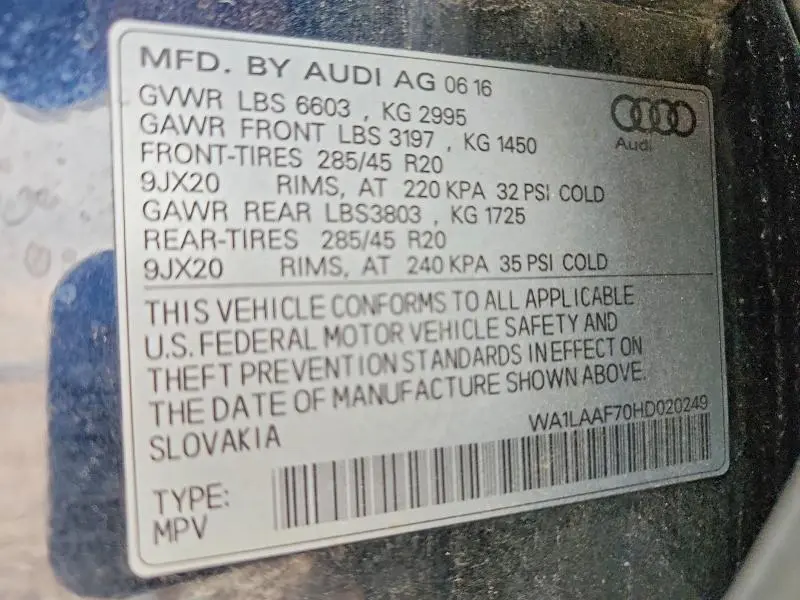 MFD. BY AUDI AG 06 16
GVWR LBS 6603 , KG 2995
GAWR FRONT LBS 3197 , KG 1450
FRONT-TIRES 285/45 R20
9JX20 RIMS, AT 220 KPA 32 PSI COLD
GAWR REAR LBS3803 , KG 1725
REAR-TIRES 285/45 R20
9JX20 RIMS, AT 240 KPA 35 PSI COLD
Audi
THIS VEHICLE CONFORMS TO ALL APPLICABLE
U.S. FEDERAL MOTOR VEHICLE SAFETY AND
THEFT PREVENTION STANDARDS IN EFFECT ON
THE DATE OF MANUFACTURE SHOWN ABOVE.
SLOVAKIA
WA1LAAF70HD020249
TYPE:
MPV